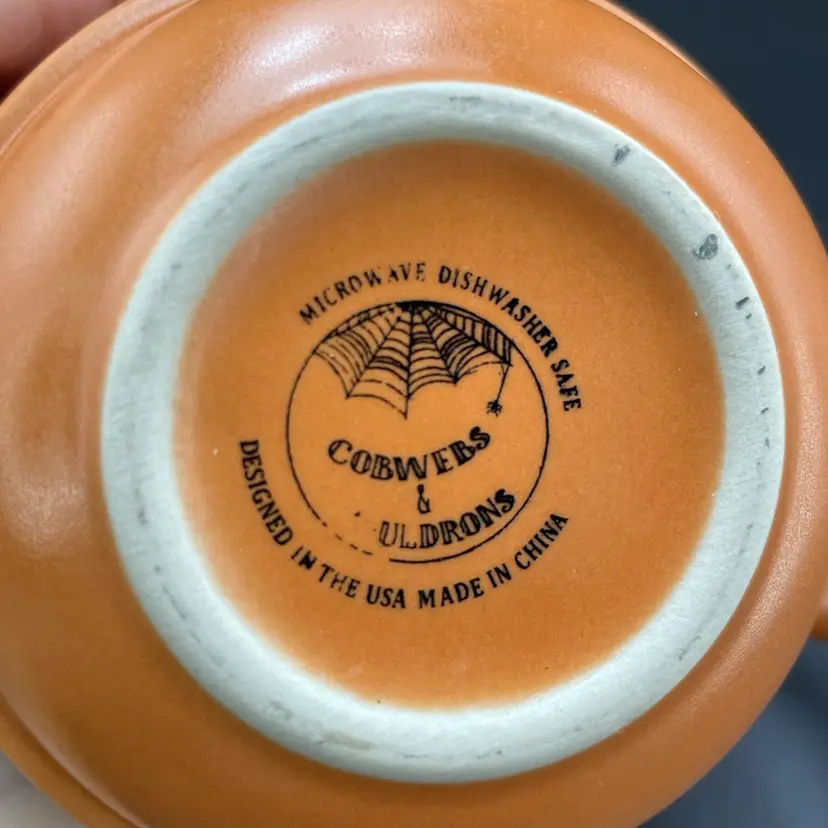 MICROWAVE DISHWASHER SAFE
COBWEBS
&
ULDRONS
DESIGNED IN THE USA MADE IN CHINA